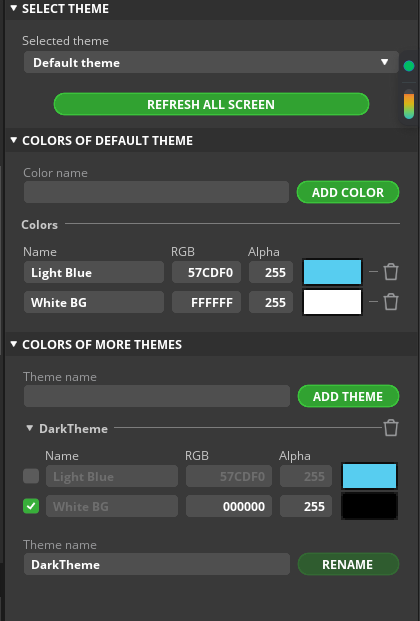 SELECT THEME
Selected theme
Default theme
REFRESH ALL SCREEN
COLORS OF DEFAULT THEME
Color name
ADD COLOR
Colors
Name RGB Alpha
Light Blue 57CDF0 255
White BG FFFFFF 255
COLORS OF MORE THEMES
Theme name
ADD THEME
DarkTheme
Name RGB Alpha
Light Blue 57CDF0 255
White BG 000000 255
Theme name
DarkTheme RENAME